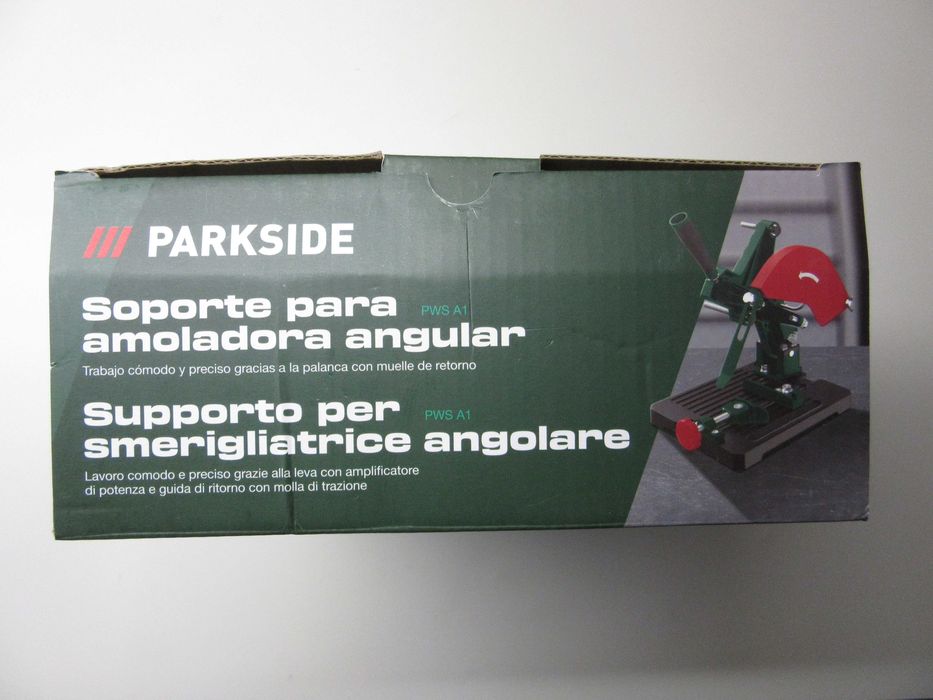 PARKSIDE
Soporte para PWS A1
amoladora angular
Trabajo cómodo y preciso gracias a la palanca con muelle de retorno
Supporto per PWS A1
smerigliatrice angolare
Lavoro comodo e preciso grazie alla leva con amplificatore
di potenza e guida di ritorno con molla di trazione